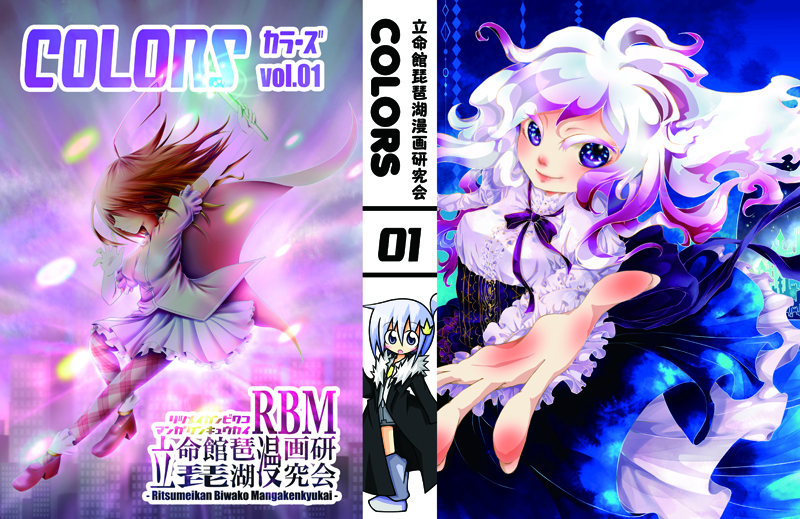 COLORS
カラーズ
vol.01
リツメイカンビワコ
マンガケンキュウカイ
RBM
立命館琵琶湖漫画研究会
- Ritsumeikan Biwako Mangakenkyukai -
立命館琵琶湖漫画研究会
COLORS
01